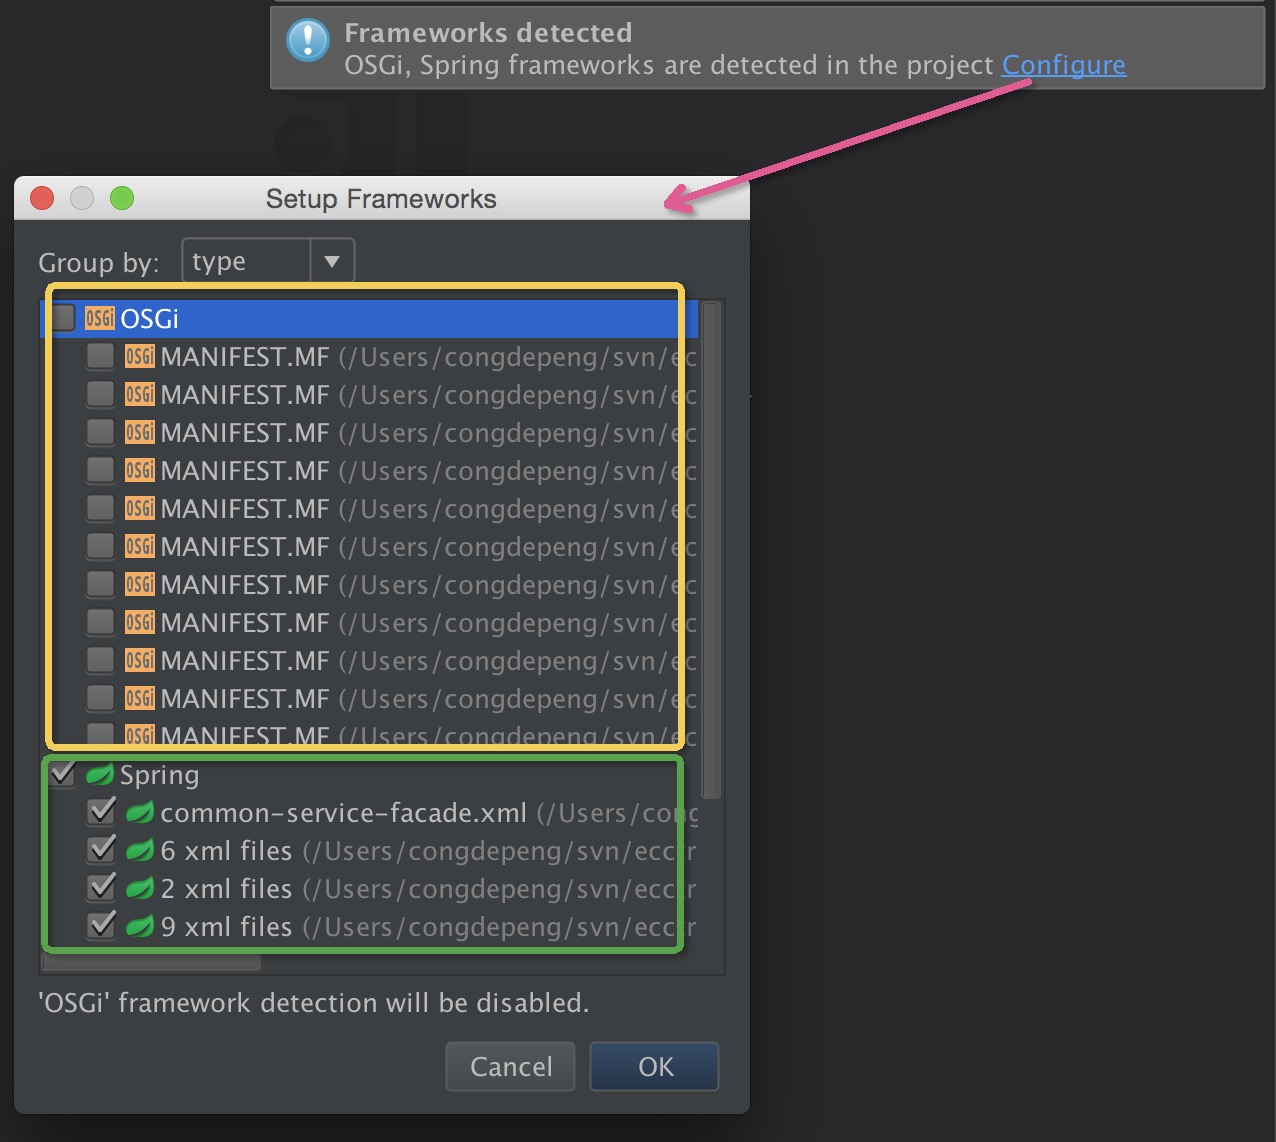 Frameworks detected
OSGi, Spring frameworks are detected in the project Configure
Setup Frameworks
Group by: type
OSGi OSGi
OSGi MANIFEST.MF (/Users/congdepeng/svn/ec
OSGi MANIFEST.MF (/Users/congdepeng/svn/ec
OSGi MANIFEST.MF (/Users/congdepeng/svn/ec
OSGi MANIFEST.MF (/Users/congdepeng/svn/ec
OSGi MANIFEST.MF (/Users/congdepeng/svn/ec
OSGi MANIFEST.MF (/Users/congdepeng/svn/ec
OSGi MANIFEST.MF (/Users/congdepeng/svn/ec
OSGi MANIFEST.MF (/Users/congdepeng/svn/ec
OSGi MANIFEST.MF (/Users/congdepeng/svn/ec
OSGi MANIFEST.MF (/Users/congdepeng/svn/ec
OSGi MANIFEST.MF (/Users/congdepeng/svn/ec
Spring
common-service-facade.xml (/Users/cong
6 xml files (/Users/congdepeng/svn/ecctr
2 xml files (/Users/congdepeng/svn/ecctr
9 xml files (/Users/congdepeng/svn/ecctr
'OSGi' framework detection will be disabled.
Cancel OK